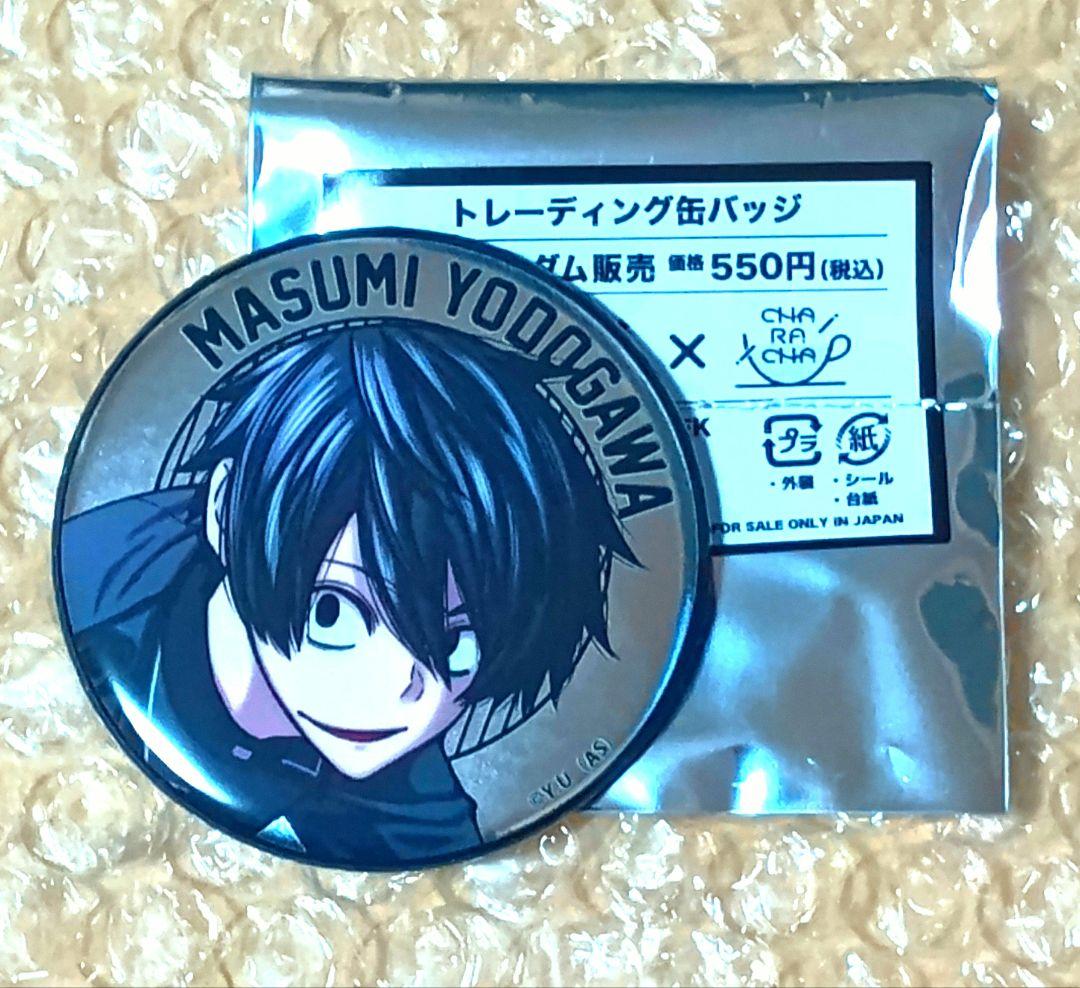 トレーディング缶バッジ
ダム販売 価格 550円(税込)
×
CHA
RA
CHA
プラ
紙
・外装 ・シール
・台紙
FOR SALE ONLY IN JAPAN
MASUMI YODOGAWA
©Y.U (AS)